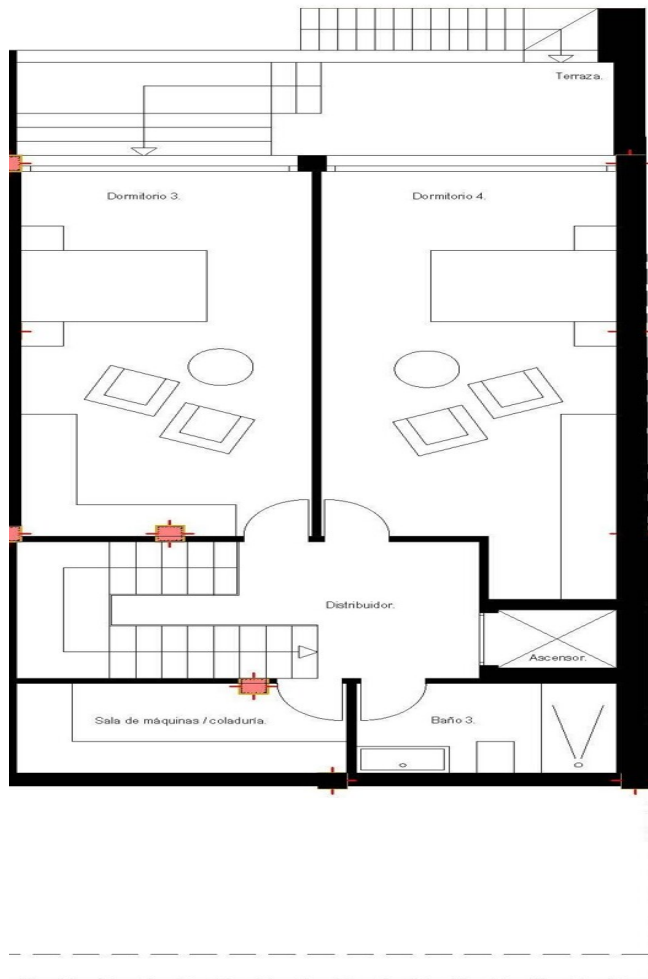 Terraza.
Dormitorio 3.
Dormitorio 4.
Distribuidor.
Ascensor.
Sala de máquinas / coladuría.
Baño 3.